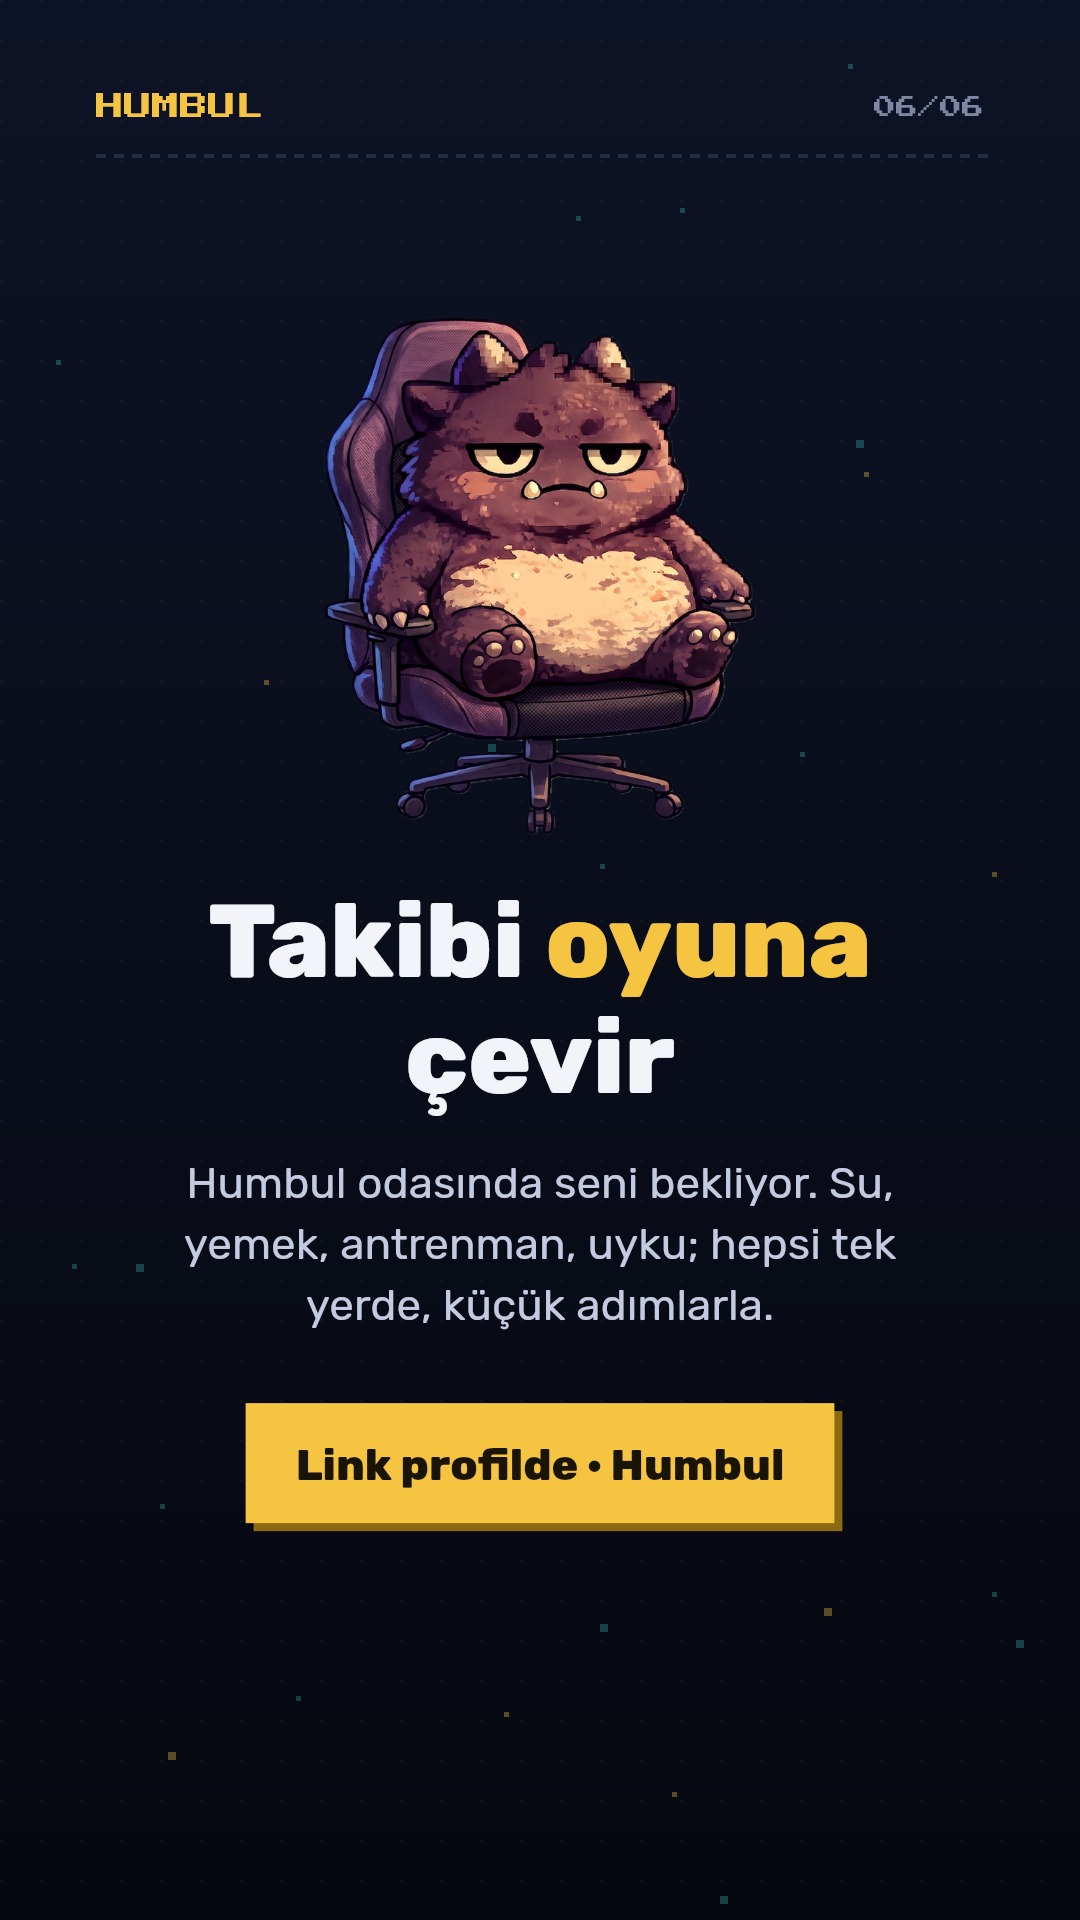 HUMBUL
06/06
Takibi oyuna
çevir
Humbul odasında seni bekliyor. Su,
yemek, antrenman, uyku; hepsi tek
yerde, küçük adımlarla.
Link profilde • Humbul